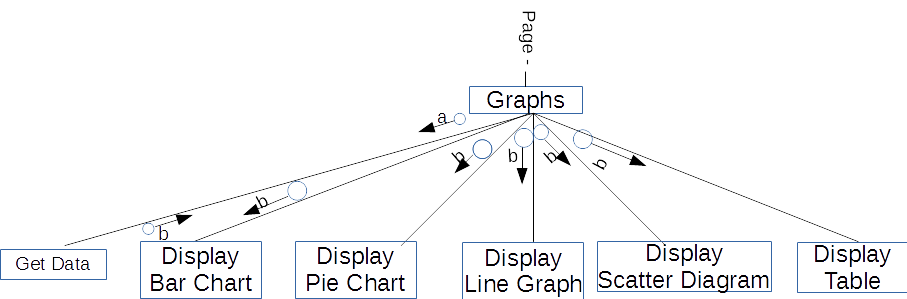 Page -
Graphs
a
b
b
b
b
b
b
Get Data
Display
Bar Chart
Display
Pie Chart
Display
Line Graph
Display
Scatter Diagram
Display
Table